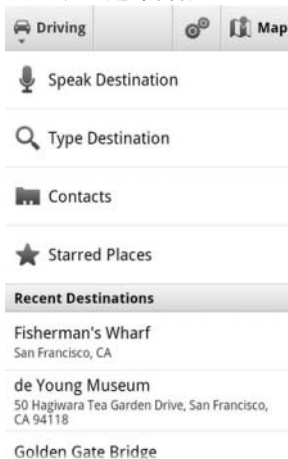 Driving
Map
Speak Destination
Type Destination
Contacts
Starred Places
Recent Destinations
Fisherman's Wharf
San Francisco, CA
de Young Museum
50 Hagiwara Tea Garden Drive, San Francisco,
CA 94118
Golden Gate Bridge